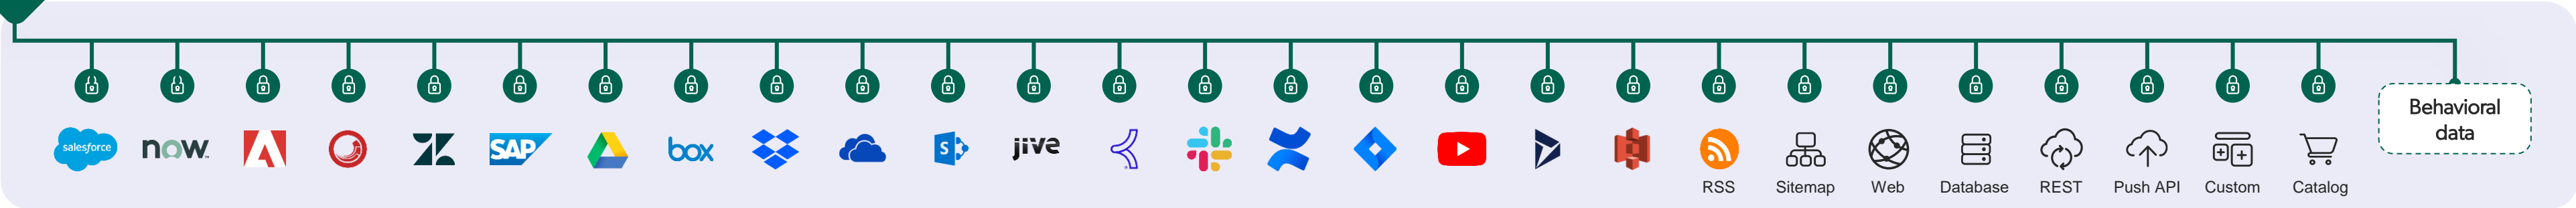 salesforce
now
SAP
box
S
jive
RSS
Sitemap
Web
Database
REST
Push API
Custom
Catalog
Behavioral
data